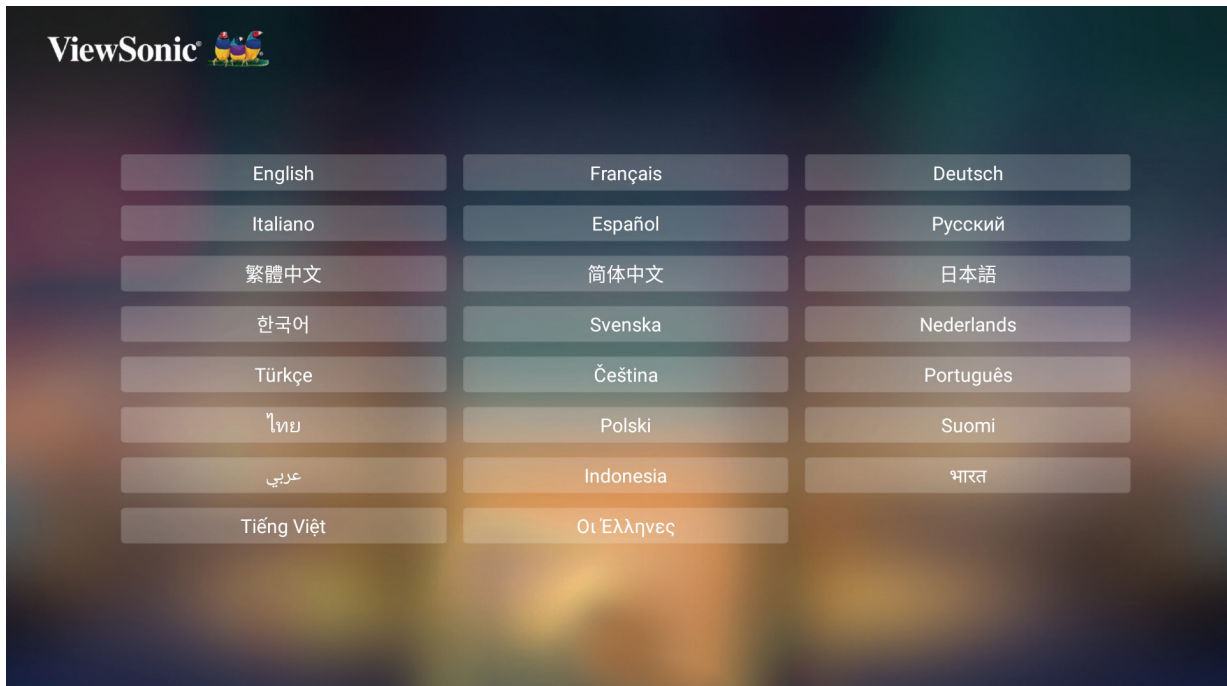 ViewSonic®
English Français Deutsch
Italiano Español Русский
繁體中文 简体中文 日本語
한국어 Svenska Nederlands
Türkçe Čeština Português
ไทย Polski Suomi
عربي Indonesia भारत
Tiếng Việt Οι Έλληνες